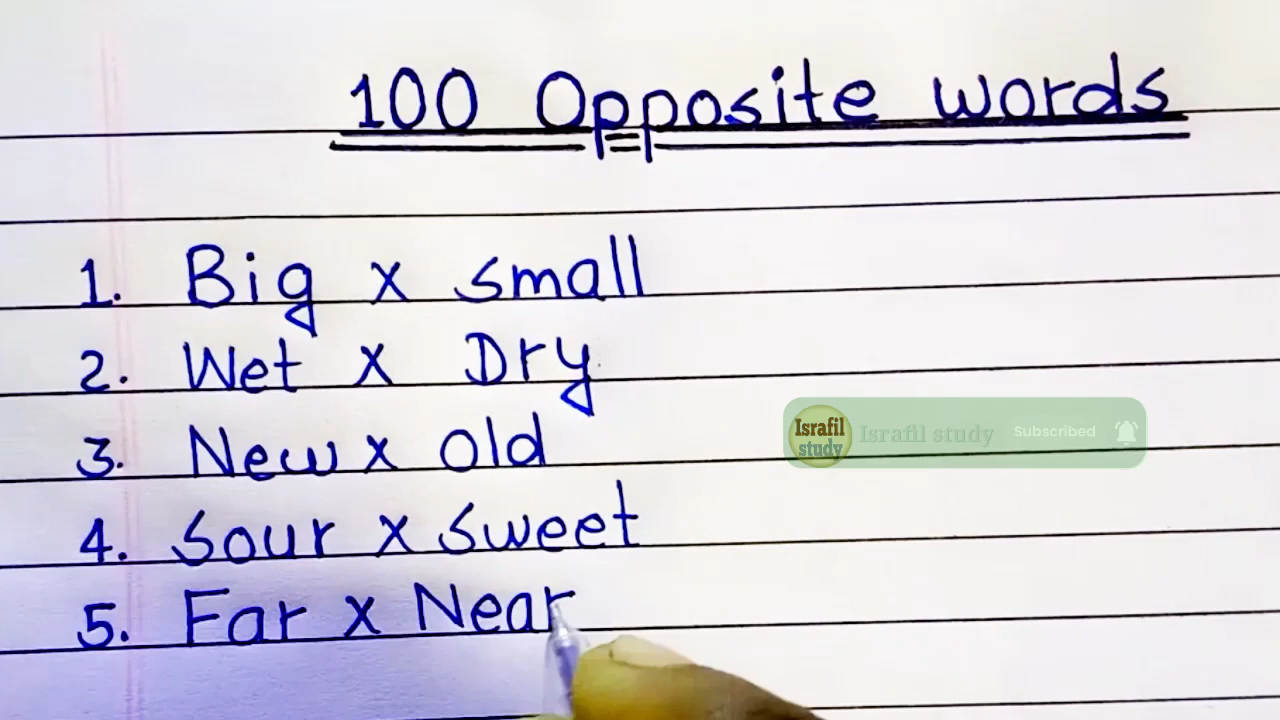 100 Opposite words
1. Big x small
2. Wet x Dry
3. New x old
4. Sour x Sweet
5. Far x Near
Israfil study
Israfil study Subscribed